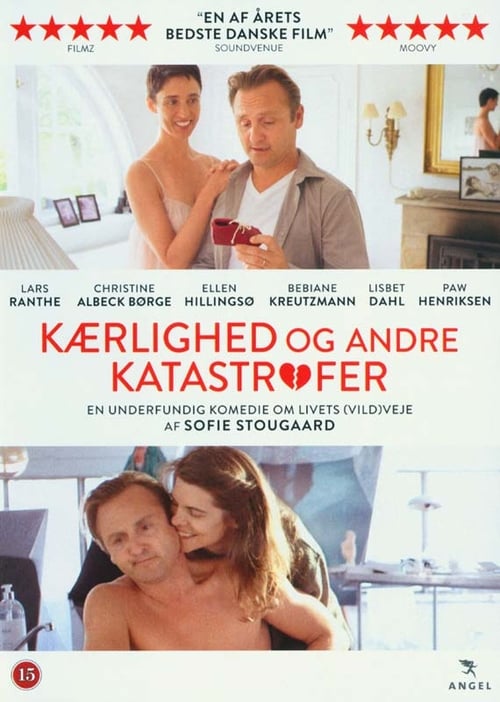 "EN AF ÅRETS
BEDSTE DANSKE FILM"
FILMZ
SOUNDVENUE
MOOVY
LARS RANTHE
CHRISTINE ALBECK BØRGE
ELLEN HILLINGSØ
BEBIANE KREUTZMANN
LISBET DAHL
PAW HENRIKSEN
KÆRLIGHED OG ANDRE
KATASTROFER
EN UNDERFUNDIG KOMEDIE OM LIVETS (VILD)VEJE
AF SOFIE STOUGAARD
15
ANGEL